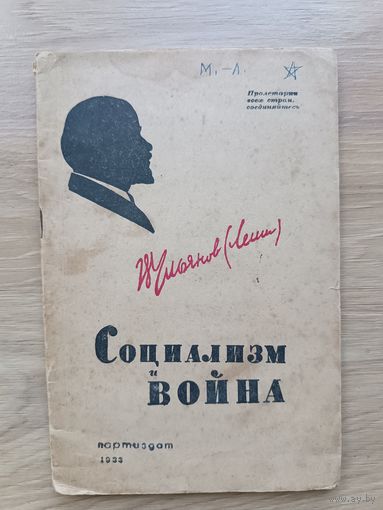 М.-Л.
Пролетарии
всех стран,
соединяйтесь
В Ульянов (Ленин)
Социализм
и
война
партиздат
1933
www.ay.by